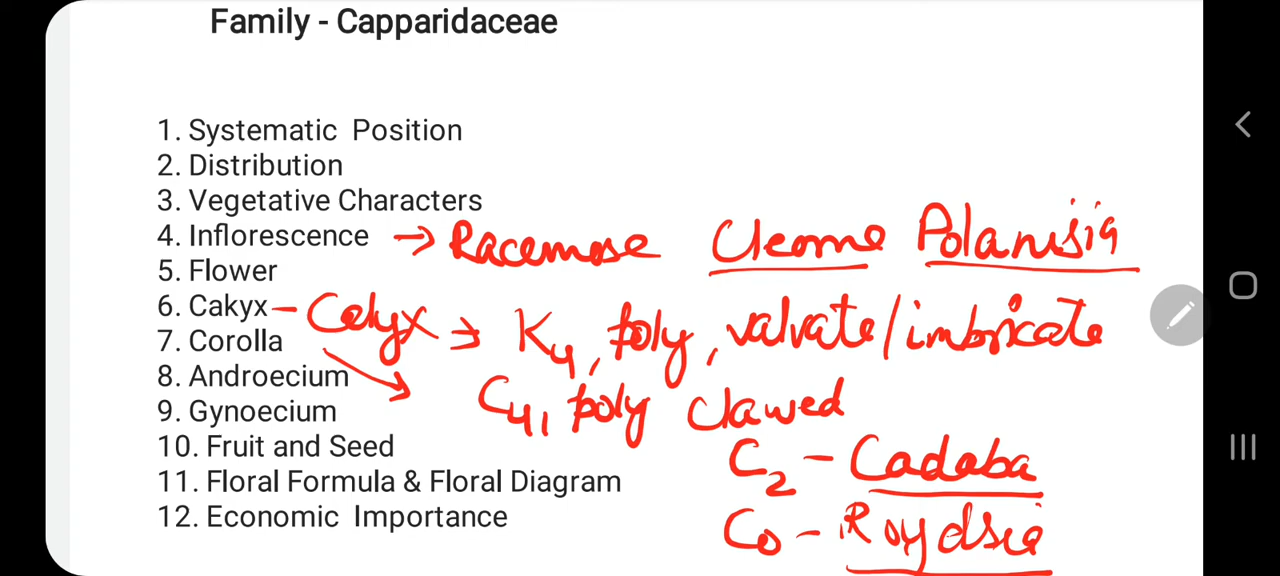 Family - Capparidaceae
1. Systematic Position
2. Distribution
3. Vegetative Characters
4. Inflorescence → Racemose Cleome Polanisia
5. Flower
6. Cakyx - Calyx → K4, poly, valvate/imbricate
7. Corolla
→ C4, poly clawed
8. Androecium
9. Gynoecium
C2 - Cadaba
10. Fruit and Seed
11. Floral Formula & Floral Diagram
12. Economic Importance
C0 - Roydsia